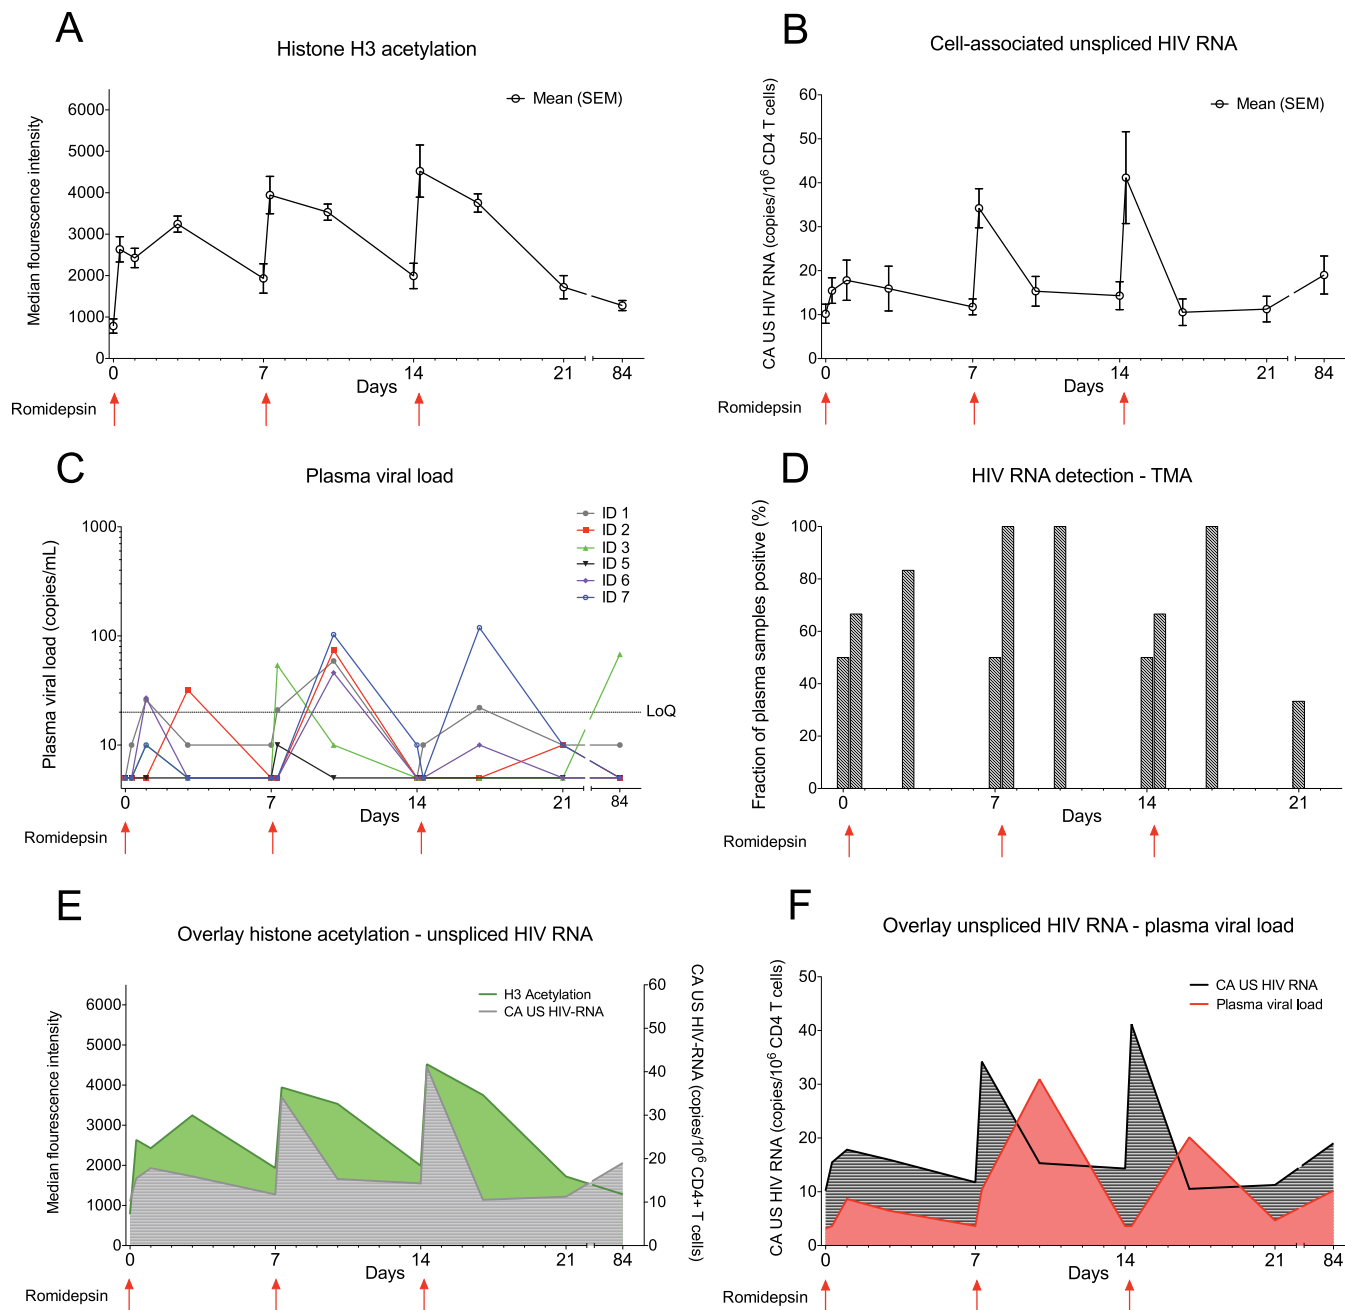 A
Histone H3 acetylation
Median flourescence intensity
Mean (SEM)
6000
5000
4000
3000
2000
1000
0
0 7 14 21 84
Days
Romidepsin
B
Cell-associated unspliced HIV RNA
CA US HIV RNA (copies/10⁶ CD4 T cells)
Mean (SEM)
60
50
40
30
20
10
0
0 7 14 21 84
Days
Romidepsin
C
Plasma viral load
Plasma viral load (copies/mL)
ID 1
ID 2
ID 3
ID 5
ID 6
ID 7
1000
100
10
LoQ
0 7 14 21 84
Days
Romidepsin
D
HIV RNA detection - TMA
Fraction of plasma samples positive (%)
100
80
60
40
20
0
0 7 14 21
Days
Romidepsin
E
Overlay histone acetylation - unspliced HIV RNA
Median flourescence intensity
H3 Acetylation
CA US HIV-RNA
6000
5000
4000
3000
2000
1000
0
60
50
40
30
20
10
0
CA US HIV-RNA (copies/10⁶ CD4+ T cells)
0 7 14 21 84
Days
Romidepsin
F
Overlay unspliced HIV RNA - plasma viral load
CA US HIV RNA (copies/10⁶ CD4 T cells)
CA US HIV RNA
Plasma viral load
50
40
30
20
10
0
0 7 14 21 84
Days
Romidepsin